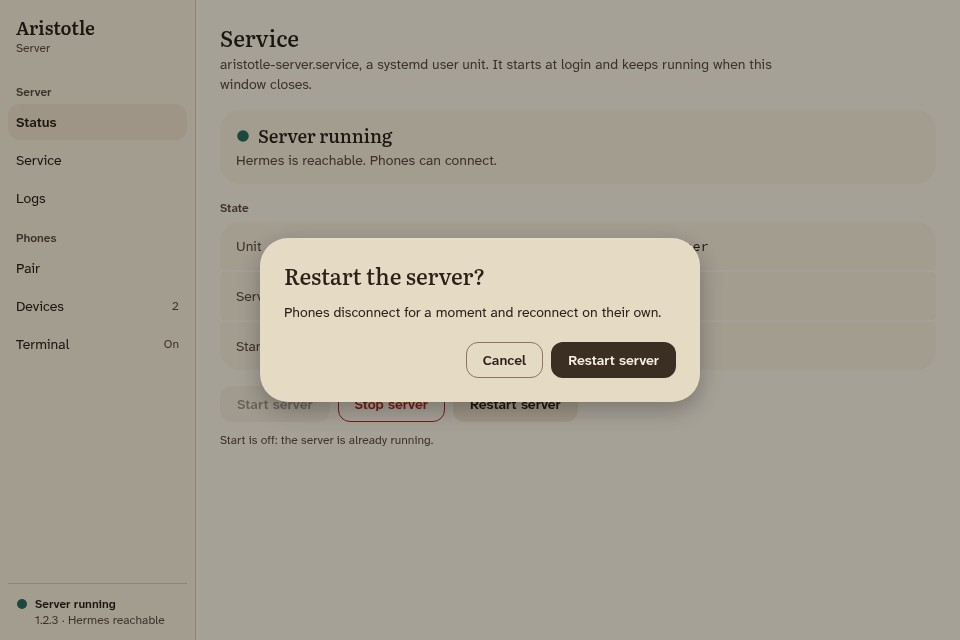 Aristotle
Server
Server
Status
Service
Logs
Phones
Pair
Devices 2
Terminal On
Server running
1.2.3 · Hermes reachable
Service
aristotle-server.service, a systemd user unit. It starts at login and keeps running when this
window closes.
Server running
Hermes is reachable. Phones can connect.
State
Unit
Restart the server?
Phones disconnect for a moment and reconnect on their own.
Cancel Restart server
Start server Stop server Restart server
Start is off: the server is already running.